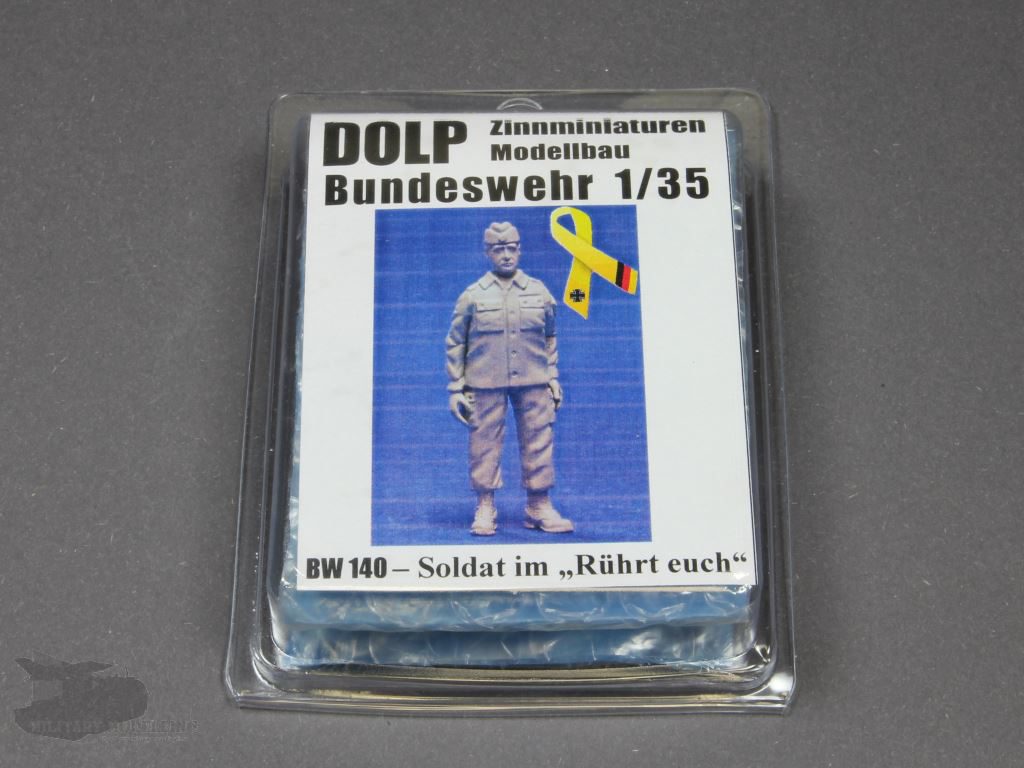 DOLP Zinnminiaturen
Modellbau
Bundeswehr 1/35
BW 140 – Soldat im „Rührt euch“